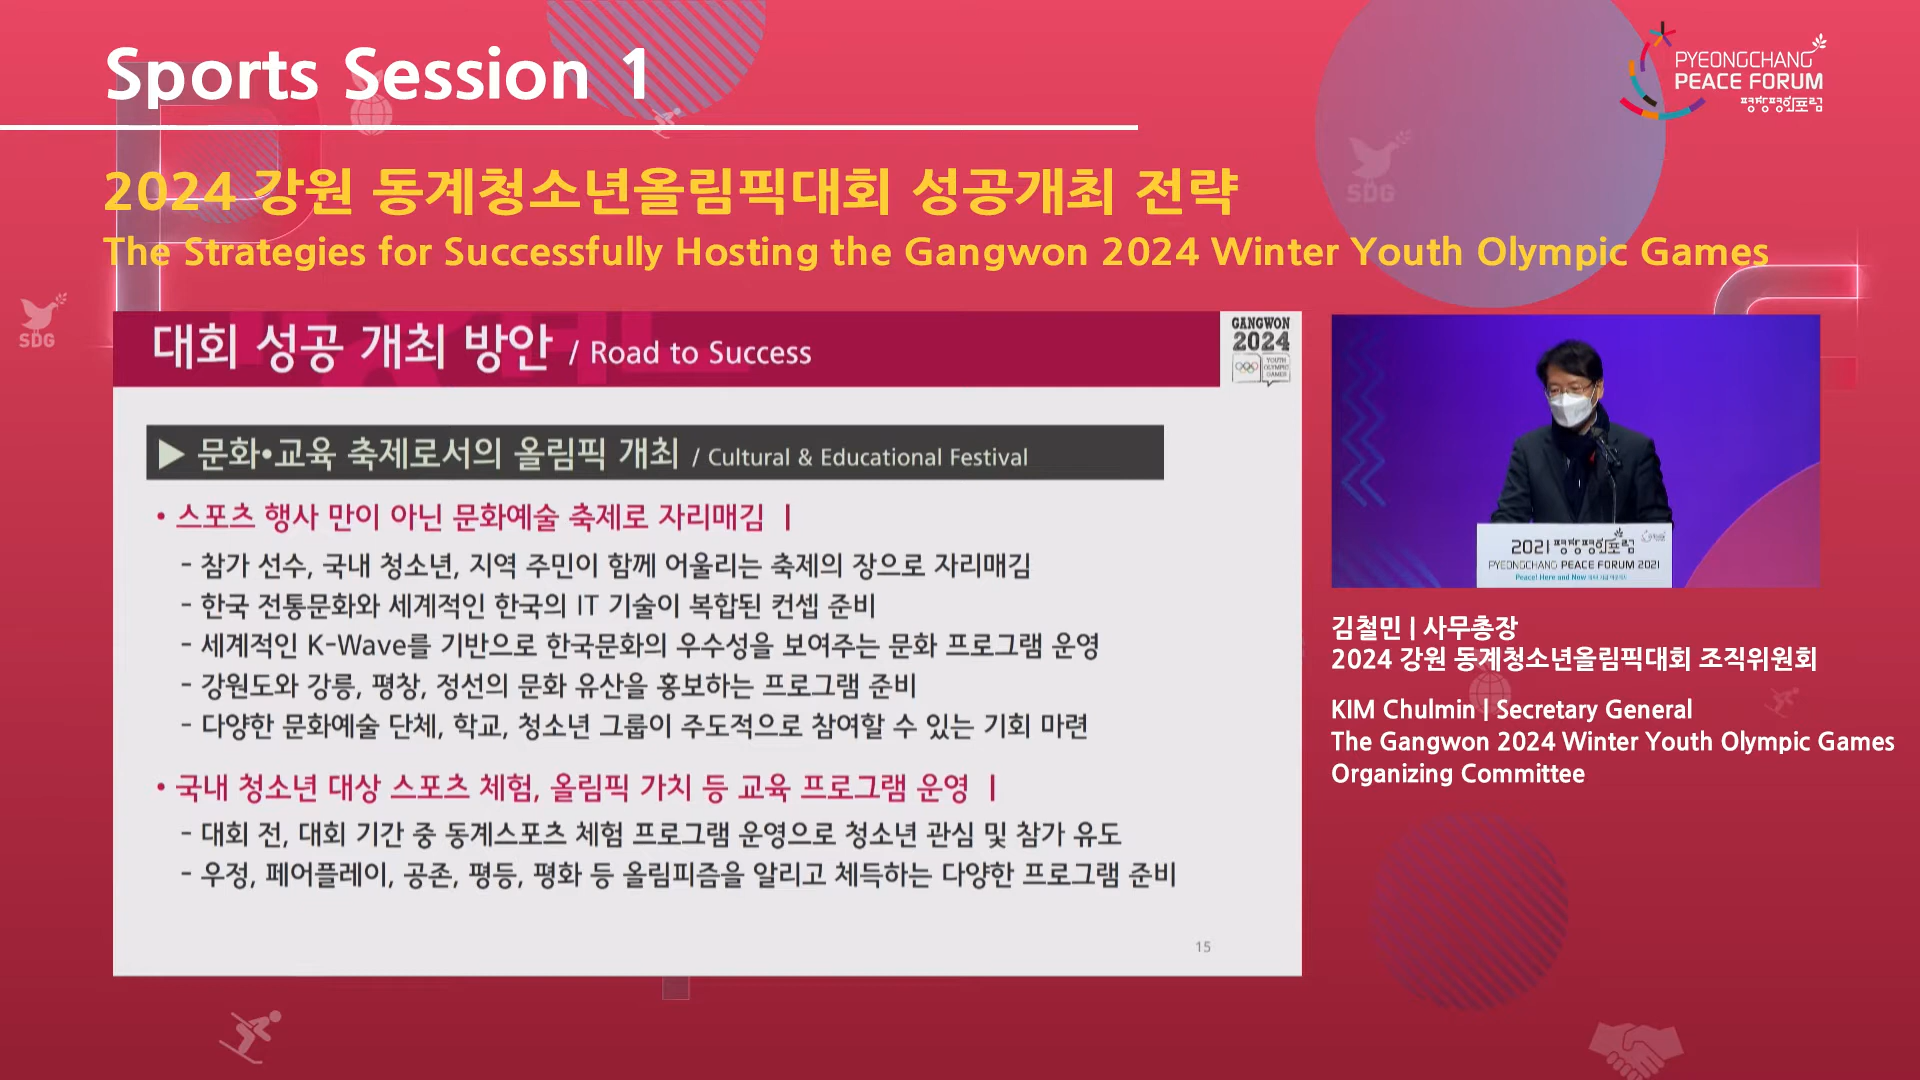 Sports Session 1
PYEONGCHANG
PEACE FORUM
평창평화포럼
2024 강원 동계청소년올림픽대회 성공개최 전략
The Strategies for Successfully Hosting the Gangwon 2024 Winter Youth Olympic Games
SDG
SDG
대회 성공 개최 방안 / Road to Success
GANGWON
2024
YOUTH
OLYMPIC
GAMES
▶ 문화•교육 축제로서의 올림픽 개최 / Cultural & Educational Festival
• 스포츠 행사 만이 아닌 문화예술 축제로 자리매김 ㅣ
- 참가 선수, 국내 청소년, 지역 주민이 함께 어울리는 축제의 장으로 자리매김
- 한국 전통문화와 세계적인 한국의 IT 기술이 복합된 컨셉 준비
- 세계적인 K-Wave를 기반으로 한국문화의 우수성을 보여주는 문화 프로그램 운영
- 강원도와 강릉, 평창, 정선의 문화 유산을 홍보하는 프로그램 준비
- 다양한 문화예술 단체, 학교, 청소년 그룹이 주도적으로 참여할 수 있는 기회 마련
• 국내 청소년 대상 스포츠 체험, 올림픽 가치 등 교육 프로그램 운영 ㅣ
- 대회 전, 대회 기간 중 동계스포츠 체험 프로그램 운영으로 청소년 관심 및 참가 유도
- 우정, 페어플레이, 공존, 평등, 평화 등 올림피즘을 알리고 체득하는 다양한 프로그램 준비
15
2021 평창평화포럼
PYEONGCHANG PEACE FORUM 2021
Peace! Here and Now
김철민 | 사무총장
2024 강원 동계청소년올림픽대회 조직위원회
KIM Chulmin | Secretary General
The Gangwon 2024 Winter Youth Olympic Games
Organizing Committee